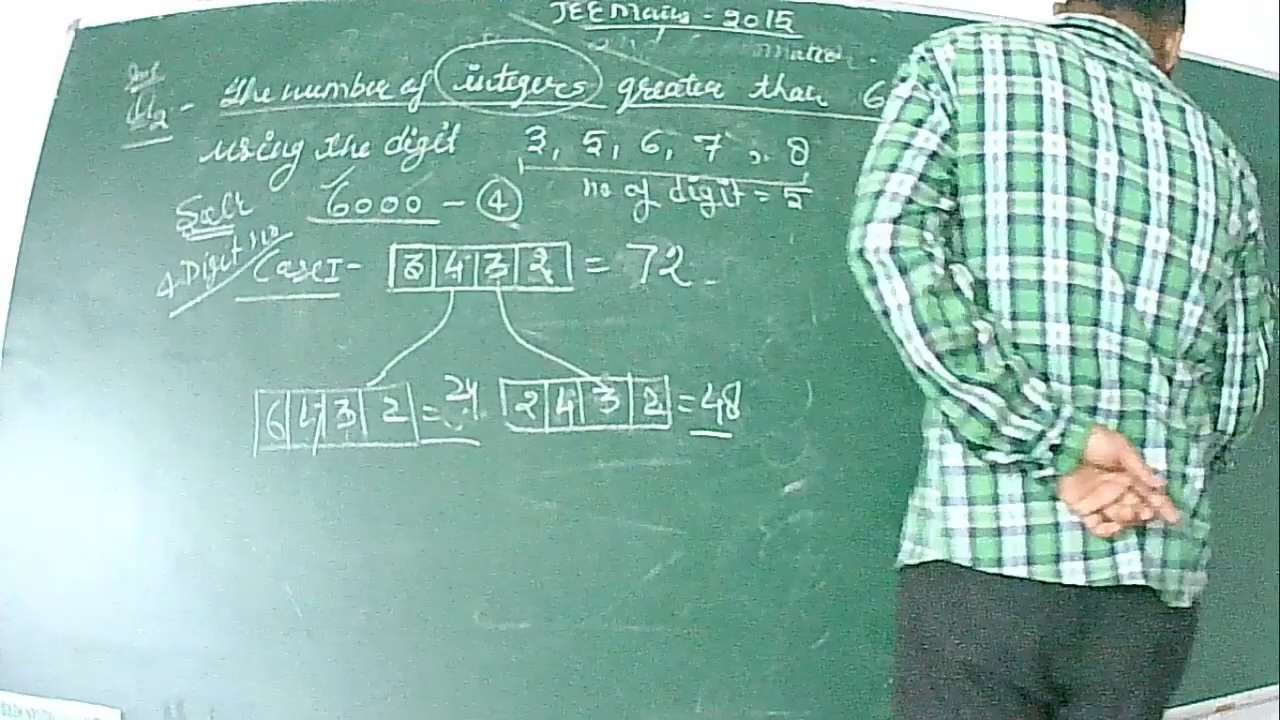 JEE Mains - 2015
Q2 - The number of integers greater than 6
using the digit 3, 5, 6, 7, 8
no of digit = 5
Soln 6000 - 4
4 Digit no Case I - 3 4 3 2 = 72
6 4 3 2 = 24 2 4 3 2 = 48